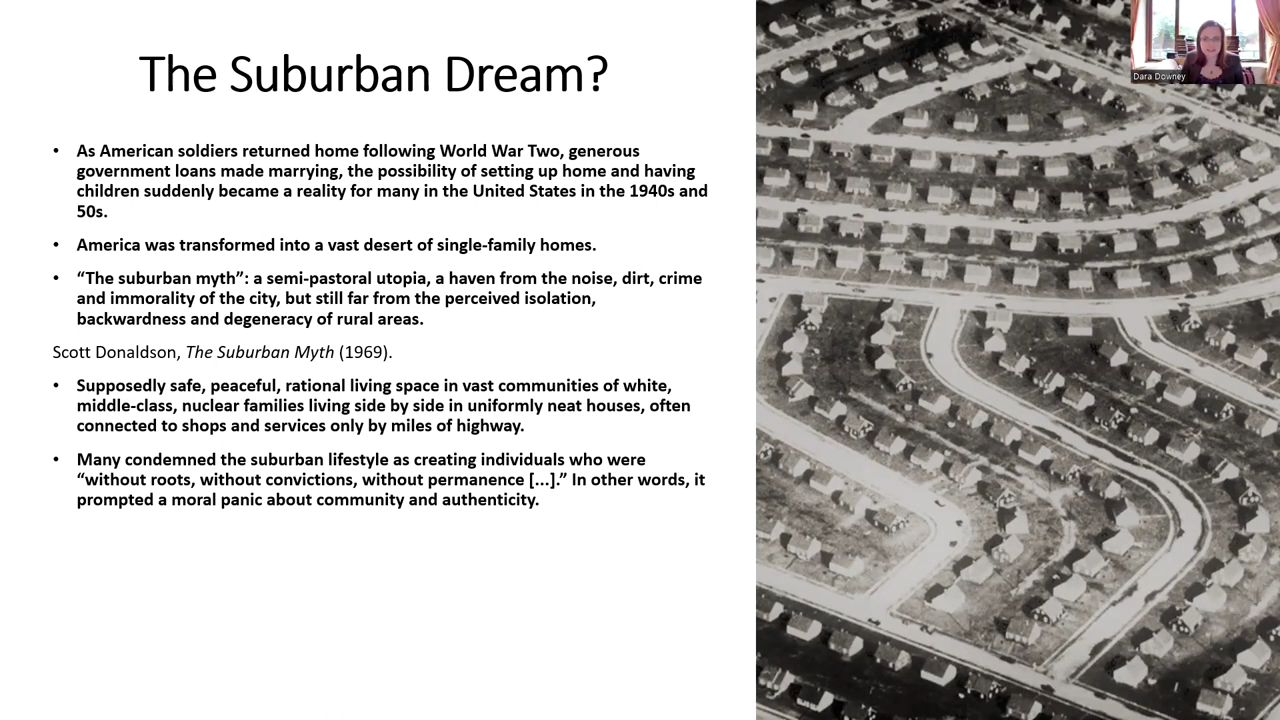 The Suburban Dream?
• As American soldiers returned home following World War Two, generous
government loans made marrying, the possibility of setting up home and having
children suddenly became a reality for many in the United States in the 1940s and
50s.
• America was transformed into a vast desert of single-family homes.
• “The suburban myth”: a semi-pastoral utopia, a haven from the noise, dirt, crime
and immorality of the city, but still far from the perceived isolation,
backwardness and degeneracy of rural areas.
Scott Donaldson, The Suburban Myth (1969).
• Supposedly safe, peaceful, rational living space in vast communities of white,
middle-class, nuclear families living side by side in uniformly neat houses, often
connected to shops and services only by miles of highway.
• Many condemned the suburban lifestyle as creating individuals who were
“without roots, without convictions, without permanence [...].” In other words, it
prompted a moral panic about community and authenticity.
Dara Downey